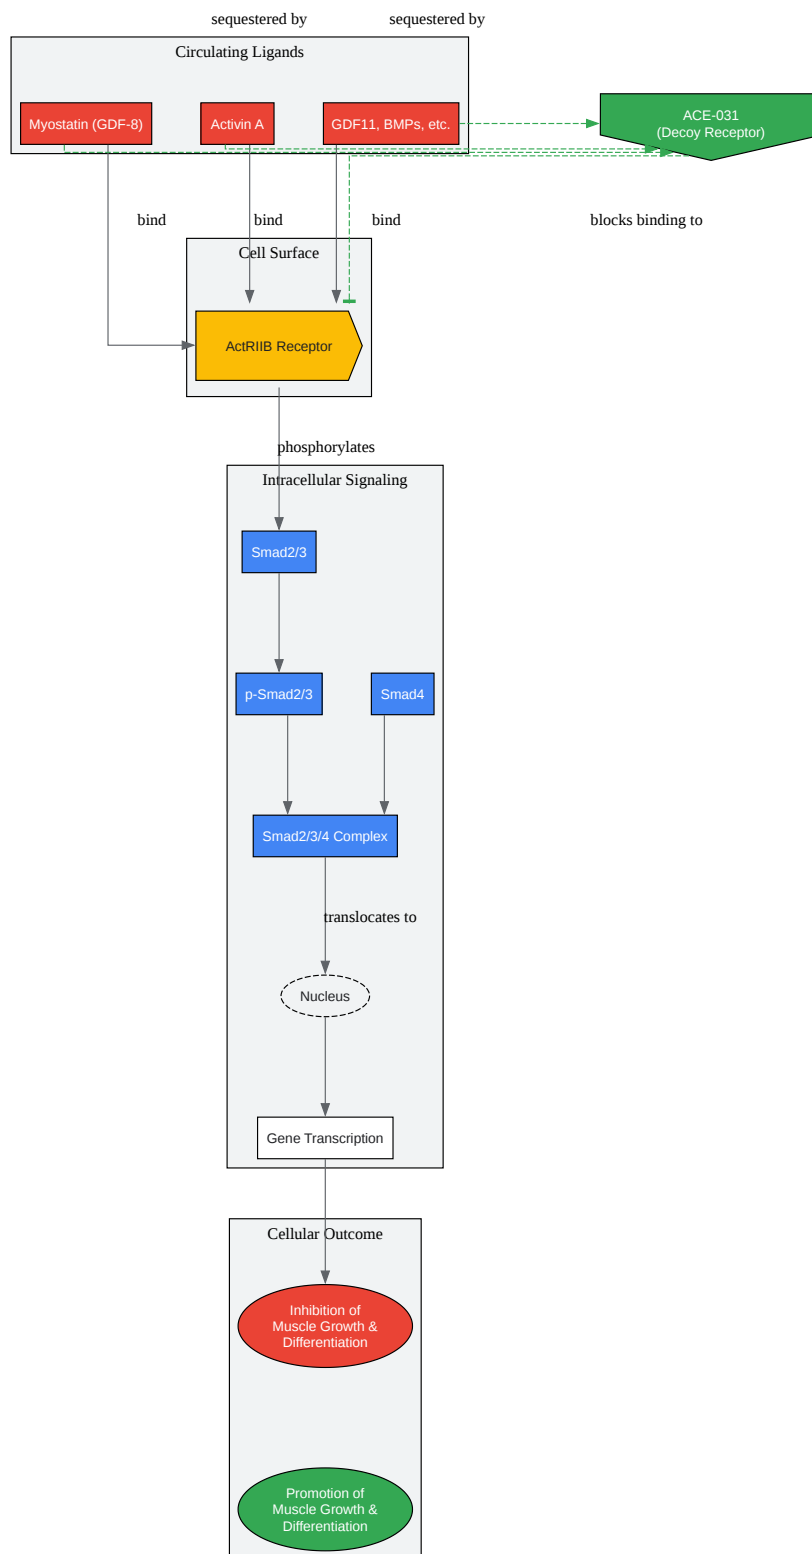 sequestered by
sequestered by
Circulating Ligands
Myostatin (GDF-8)
Activin A
GDF11, BMPs, etc.
ACE-031
(Decoy Receptor)
bind
bind
bind
blocks binding to
Cell Surface
ActRIIB Receptor
phosphorylates
Intracellular Signaling
Smad2/3
p-Smad2/3
Smad4
Smad2/3/4 Complex
translocates to
Nucleus
Gene Transcription
Cellular Outcome
Inhibition of
Muscle Growth &
Differentiation
Promotion of
Muscle Growth &
Differentiation